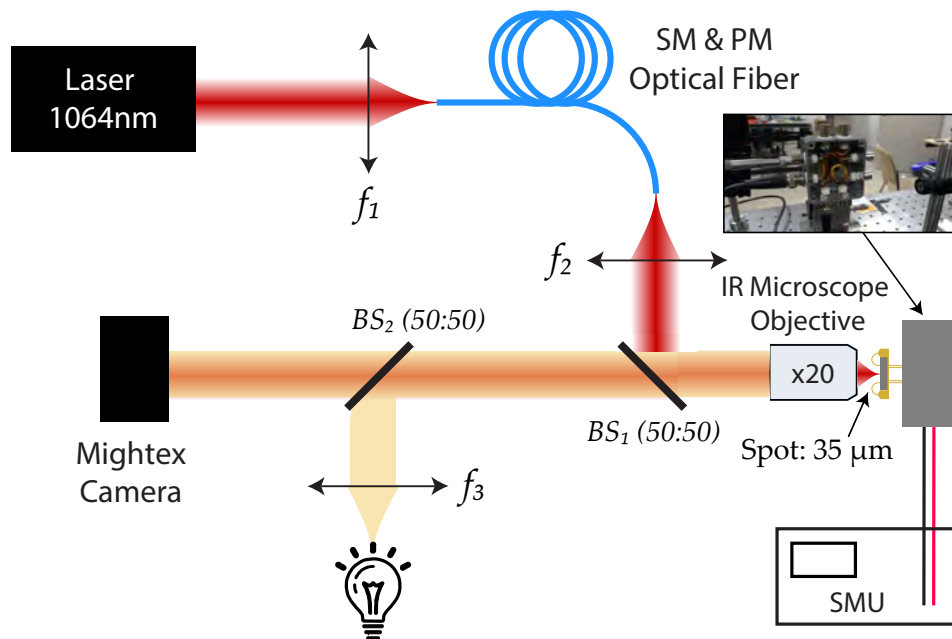 Laser
1064nm
SM & PM
Optical Fiber
f1
f2
IR Microscope
Objective
BS2 (50:50)
x20
BS1 (50:50)
Spot: 35 μm
Mightex
Camera
f3
SMU